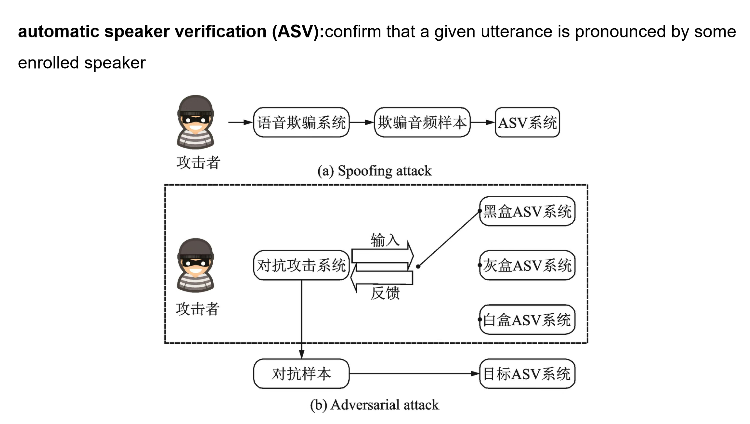 automatic speaker verification (ASV):confirm that a given utterance is pronounced by some
enrolled speaker
攻击者
语音欺骗系统
欺骗音频样本
ASV系统
(a) Spoofing attack
攻击者
对抗攻击系统
输入
反馈
黑盒ASV系统
灰盒ASV系统
白盒ASV系统
对抗样本
目标ASV系统
(b) Adversarial attack